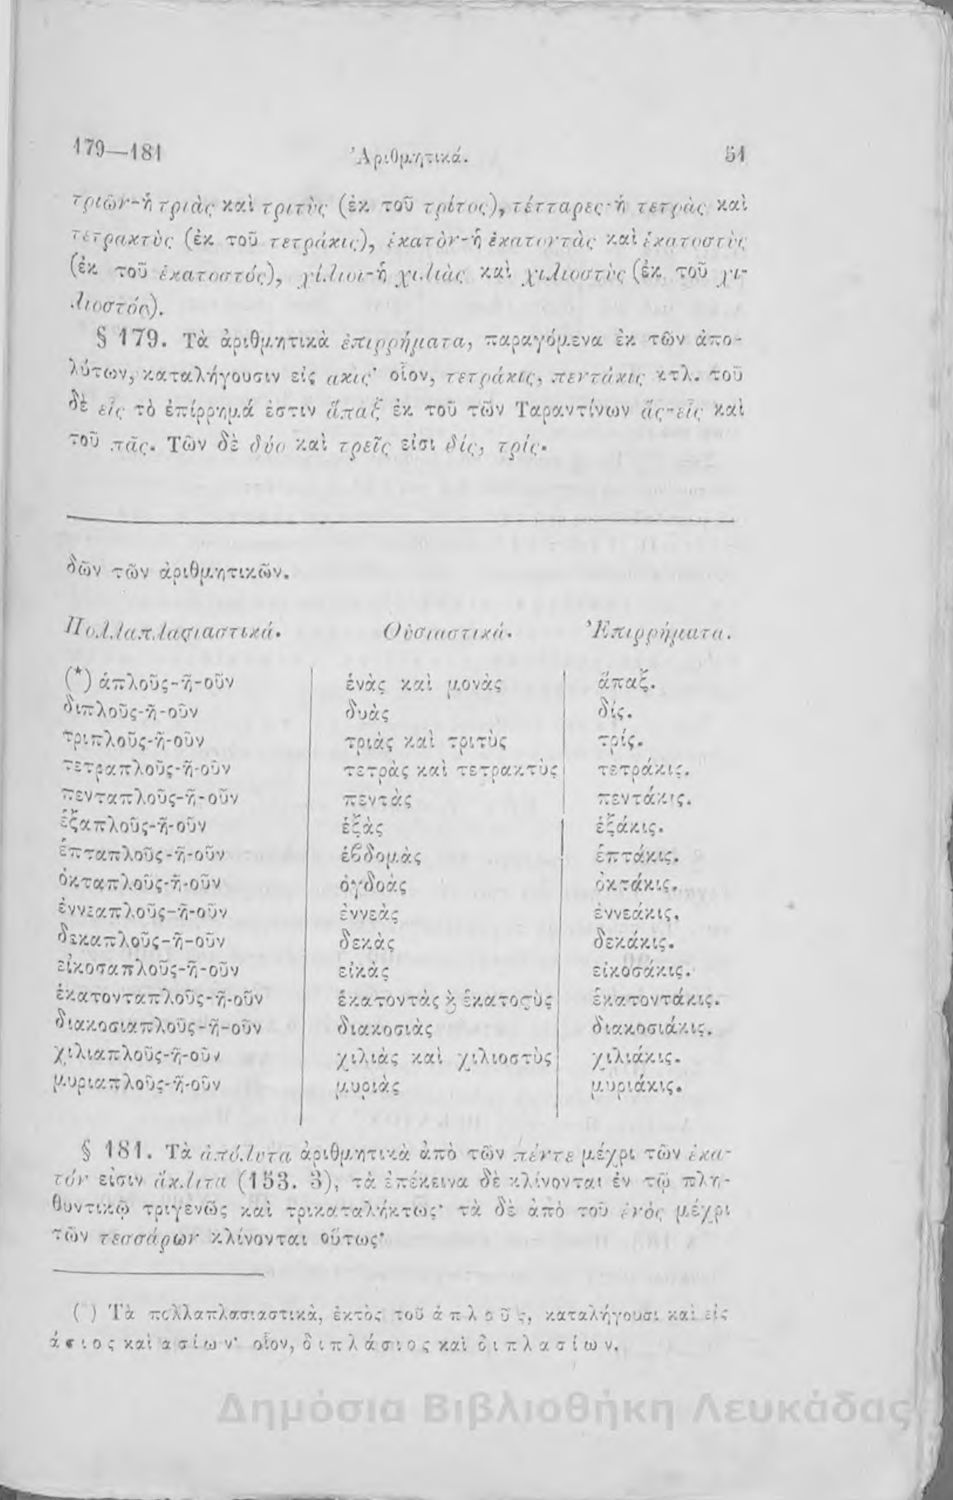 179—181 Ἀριθμητικά. 51
τριῶν-ἡ τριὰς καὶ τριτὺς (ἐκ τοῦ τρίτος), τέτταρες-ἡ τετρὰς καὶ
τετρακτὺς (ἐκ τοῦ τετράκις), ἑκατὸν-ἡ ἑκατοντὰς καὶ ἑκατοστὺς
(ἐκ τοῦ ἑκατοστός), χίλιοι-ἡ χιλιὰς καὶ χιλιοστὺς (ἐκ τοῦ χι-
λιοστός).
§ 179. Τὰ ἀριθμητικὰ ἐπιρρήματα, παραγόμενα ἐκ τῶν ἀπο-
λύτων, καταλήγουσιν εἰς ακις· οἷον, τετράκις, πεντάκις κτλ. τοῦ
δὲ εἷς τὸ ἐπίρρημά ἐστιν ἅπαξ ἐκ τοῦ τῶν Ταραντίνων ἃς-εἷς καὶ
τοῦ πᾶς. Τῶν δὲ δύο καὶ τρεῖς εἰσι δίς, τρίς.
δῶν τῶν ἀριθμητικῶν.
Πολλαπλασιαστικά. Οὐσιαστικά. Ἐπιρρήματα.
(*) ἁπλοῦς-ῆ-οῦν ἑνὰς καὶ μονὰς ἅπαξ.
διπλοῦς-ῆ-οῦν δυὰς δίς.
τριπλοῦς-ῆ-οῦν τριὰς καὶ τριτὺς τρίς.
τετραπλοῦς-ῆ-οῦν τετρὰς καὶ τετρακτὺς τετράκις.
πενταπλοῦς-ῆ-οῦν πεντὰς πεντάκις.
ἑξαπλοῦς-ῆ-οῦν ἑξὰς ἑξάκις.
ἑπταπλοῦς-ῆ-οῦν ἑβδομὰς ἑπτάκις.
ὀκταπλοῦς-ῆ-οῦν ὀγδοὰς ὀκτάκις.
ἐννεαπλοῦς-ῆ-οῦν ἐννεὰς ἐννεάκις.
δεκαπλοῦς-ῆ-οῦν δεκὰς δεκάκις.
εἰκοσαπλοῦς-ῆ-οῦν εἰκὰς εἰκοσάκις.
ἑκατονταπλοῦς-ῆ-οῦν ἑκατοντὰς ϗ ἑκατοϛὺς ἑκατοντάκις.
διακοσιαπλοῦς-ῆ-οῦν διακοσιὰς διακοσιάκις.
χιλιαπλοῦς-ῆ-οῦν χιλιὰς καὶ χιλιοστὺς χιλιάκις.
μυριαπλοῦς-ῆ-οῦν μυριὰς μυριάκις.
§ 181. Τὰ ἀπόλυτα ἀριθμητικὰ ἀπὸ τῶν πέντε μέχρι τῶν ἑκα-
τόν εἰσιν ἄκλιτα (153. 3), τὰ ἐπέκεινα δὲ κλίνονται ἐν τῷ πλη-
θυντικῷ τριγενῶς καὶ τρικαταλήκτως· τὰ δὲ ἀπὸ τοῦ ἑνὸς μέχρι
τῶν τεσσάρων κλίνονται οὕτως·
(*) Τὰ πολλαπλασιαστικά, ἐκτὸς τοῦ ἁπλοῦς, καταλήγουσι καὶ εἰς
άσιος καὶ ασίων· οἷον, διπλάσιος καὶ διπλασίων.
Δημόσια Βιβλιοθήκη Λευκάδας